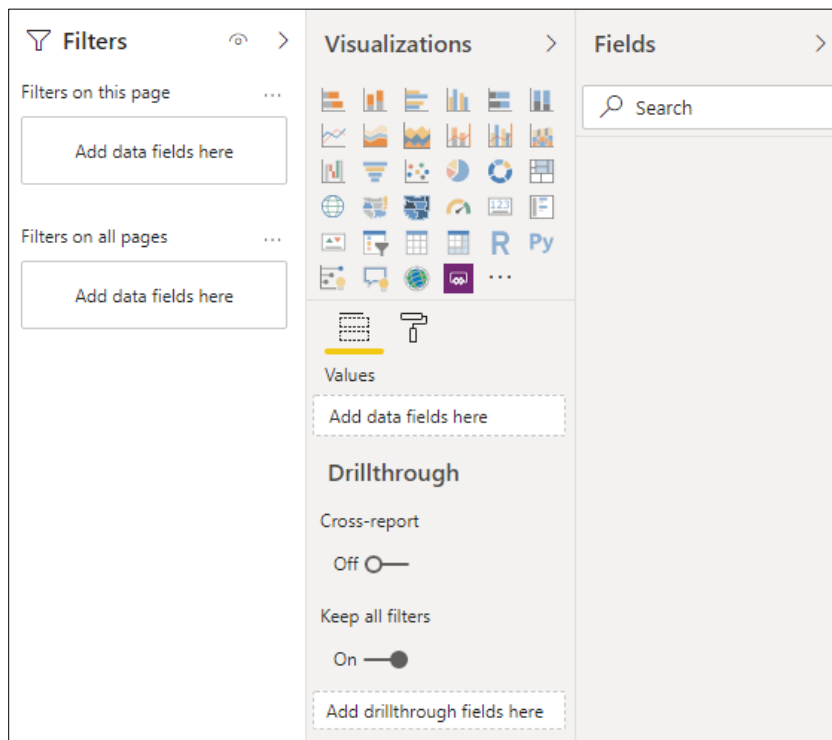 Filters
Filters on this page
...
Add data fields here
Filters on all pages
...
Add data fields here
Visualizations
123
R
Py
...
Values
Add data fields here
Drillthrough
Cross-report
Off
Keep all filters
On
Add drillthrough fields here
Fields
Search